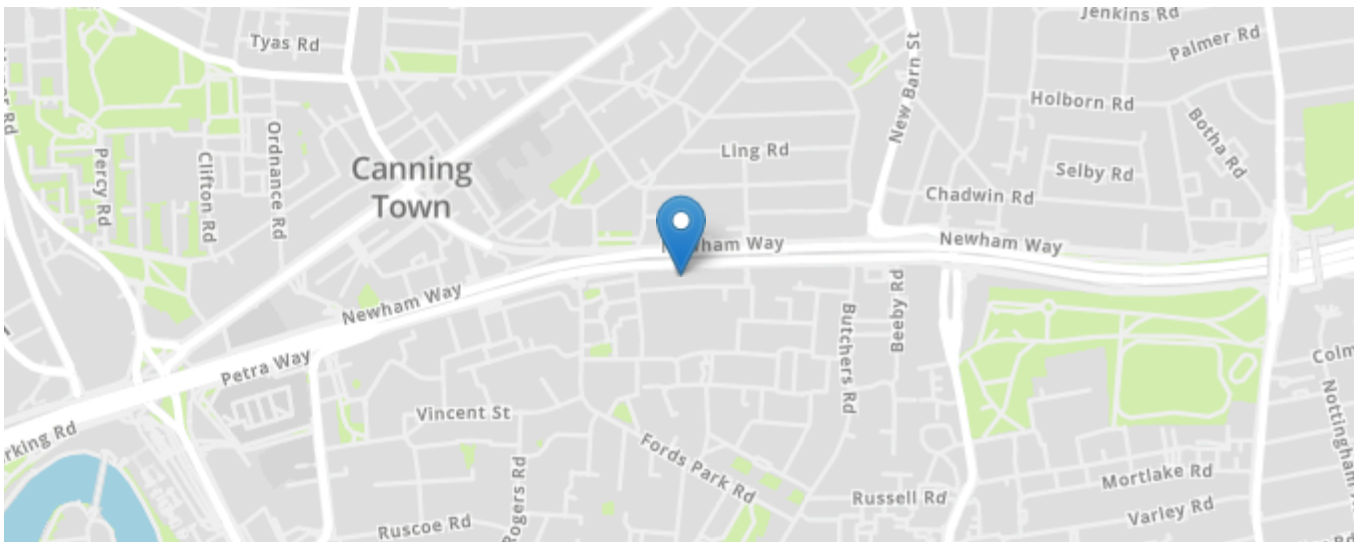 Jenkins Rd
Tyas Rd
Palmer Rd
New Barn St
Holborn Rd
Botha Rd
Ordnance Rd
Percy Rd
Clifton Rd
Ling Rd
Canning
Town
Selby Rd
Chadwin Rd
Newham Way
Newham Way
Butchers Rd
Beeby Rd
Petra Way
Vincent St
Fords Park Rd
Rogers Rd
Mortlake Rd
Russell Rd
Varley Rd
Ruscoe Rd
rking Rd
Colm
Nottingham
Rd